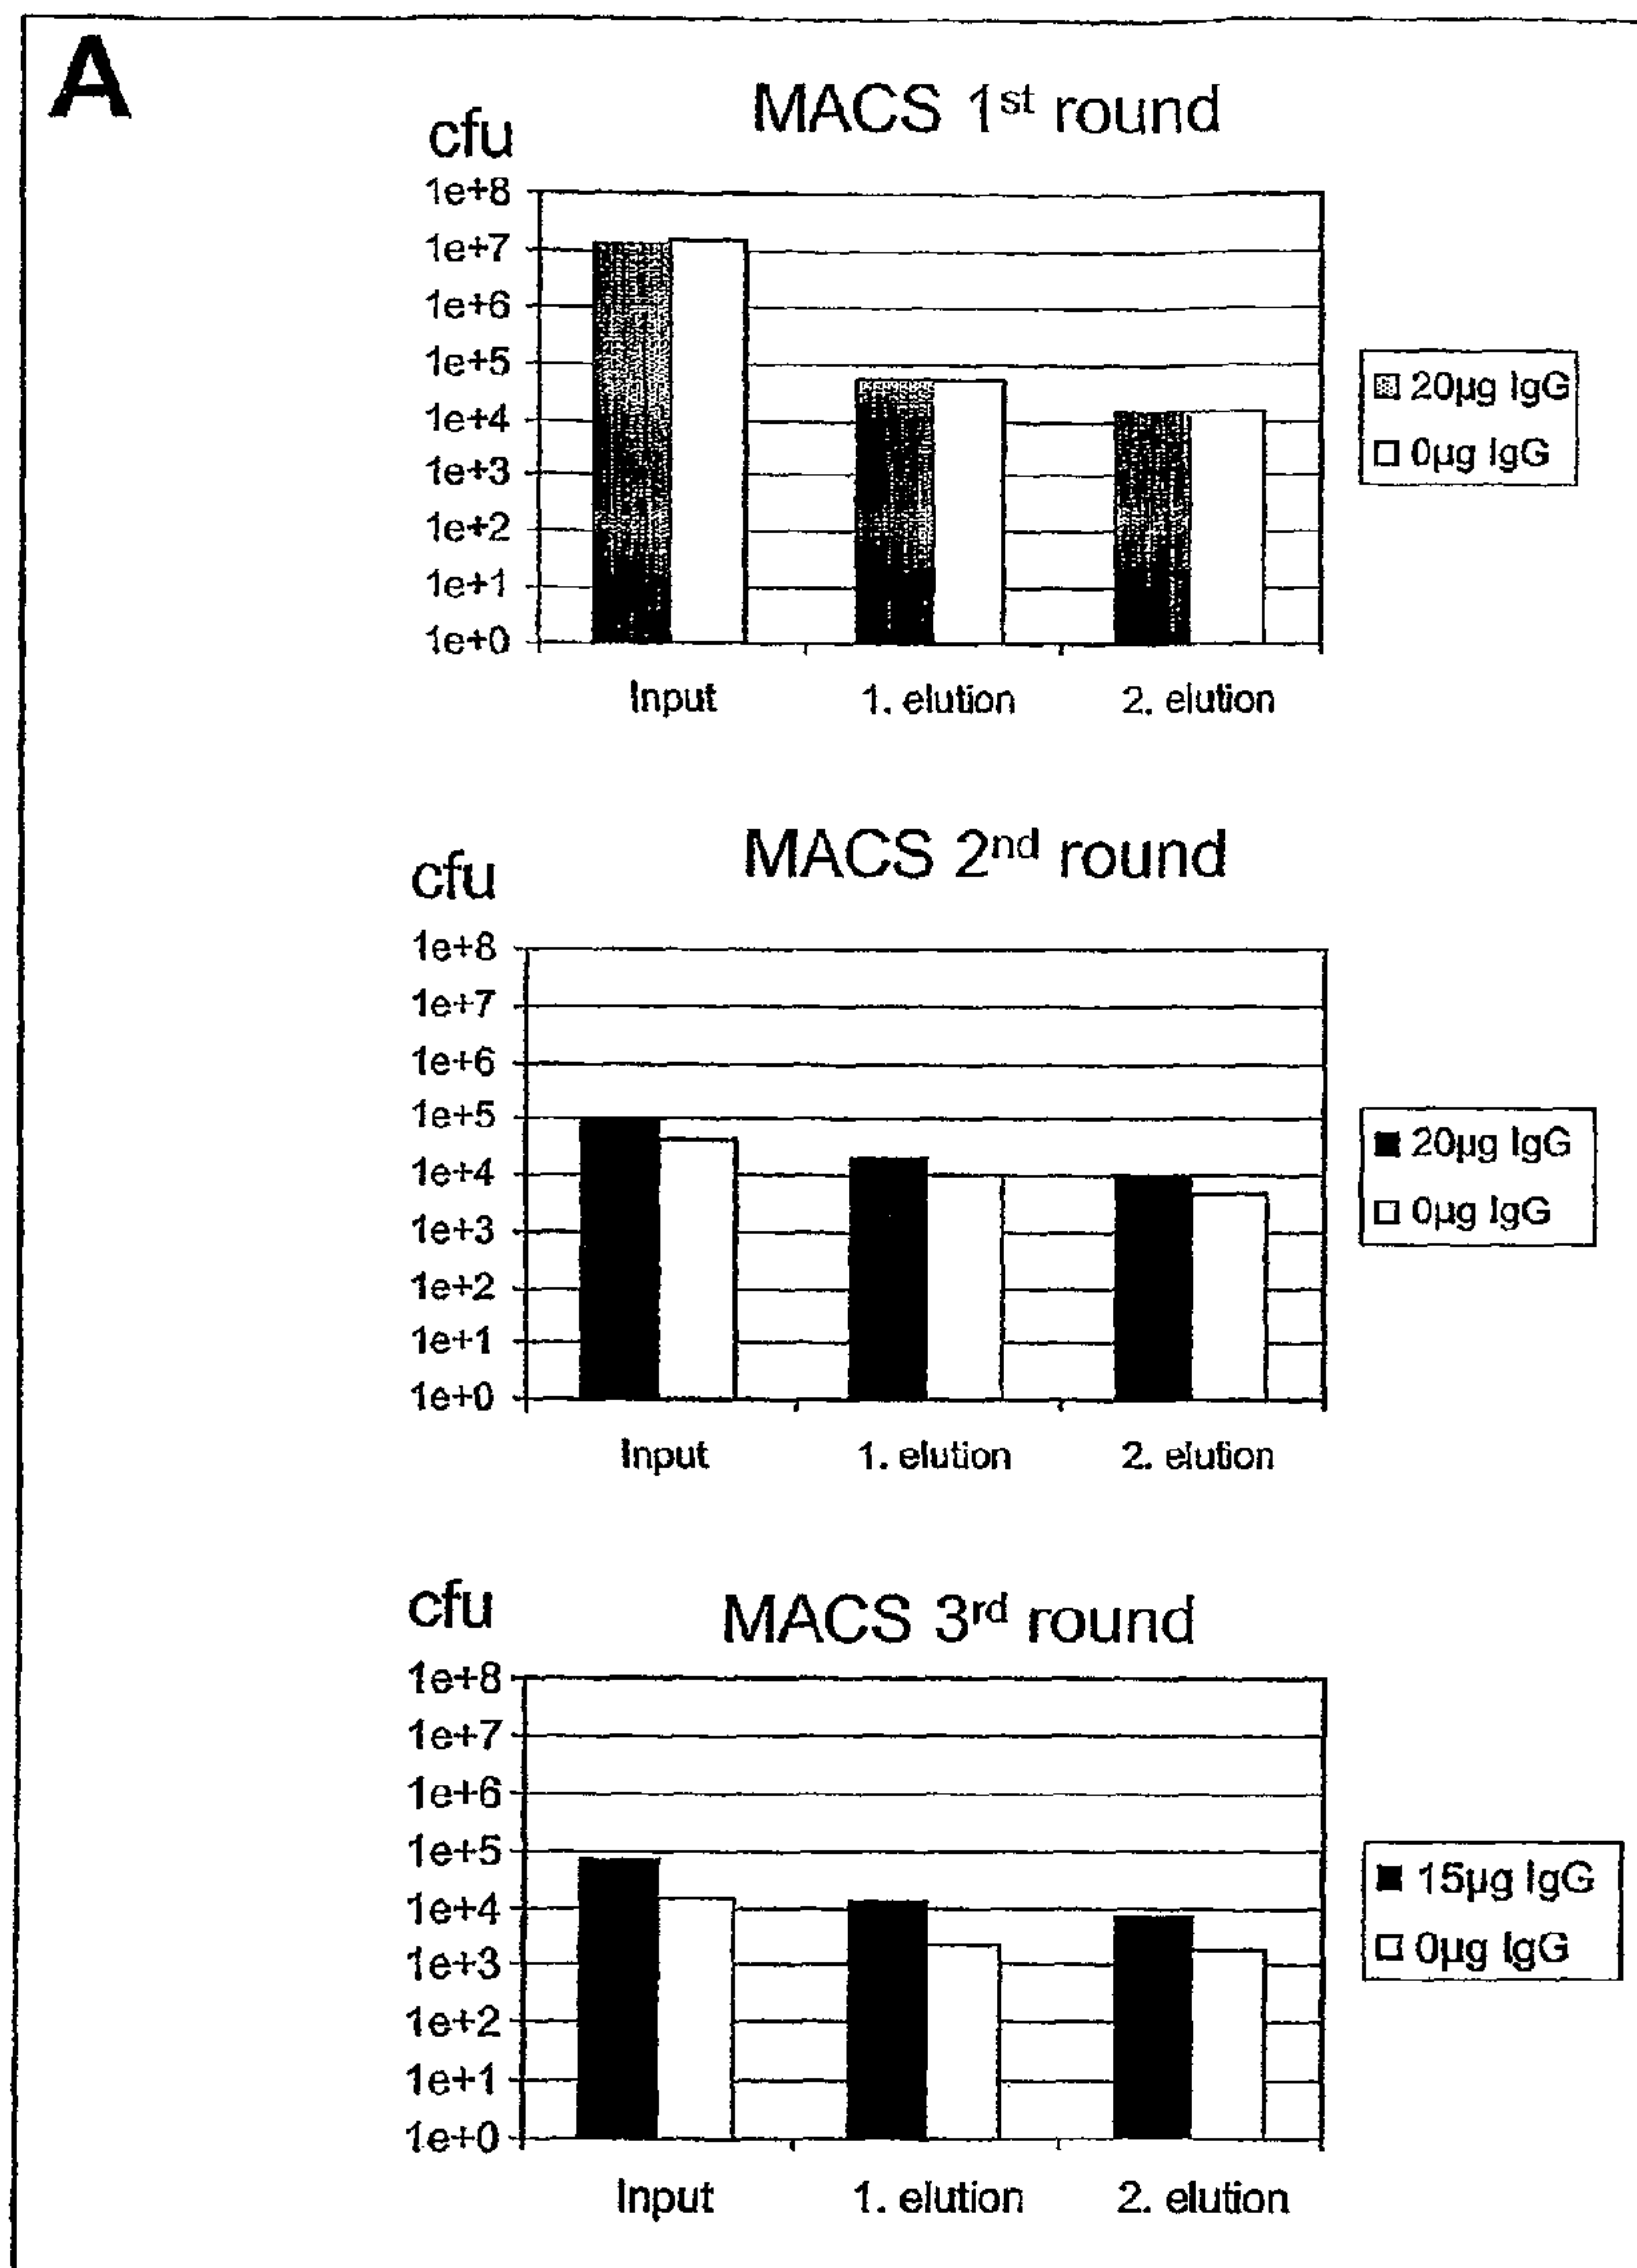 A
MACS 1st round
cfu
1e+8
1e+7
1e+6
1e+5
1e+4
1e+3
1e+2
1e+1
1e+0
Input 1. elution 2. elution
20µg IgG
0µg IgG
MACS 2nd round
cfu
1e+8
1e+7
1e+6
1e+5
1e+4
1e+3
1e+2
1e+1
1e+0
Input 1. elution 2. elution
20µg IgG
0µg IgG
MACS 3rd round
cfu
1e+8
1e+7
1e+6
1e+5
1e+4
1e+3
1e+2
1e+1
1e+0
Input 1. elution 2. elution
15µg IgG
0µg IgG